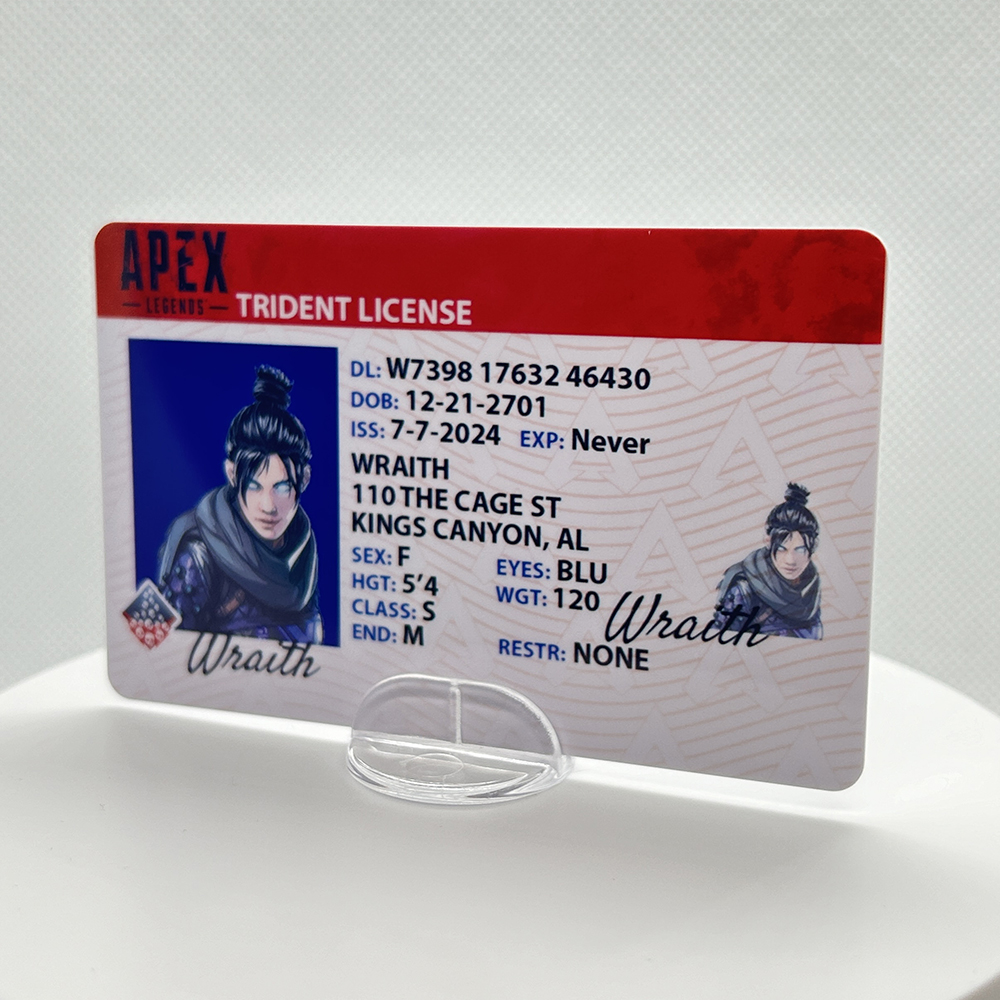 APEX
LEGENDS
TRIDENT LICENSE
DL: W7398 17632 46430
DOB: 12-21-2701
ISS: 7-7-2024 EXP: Never
WRAITH
110 THE CAGE ST
KINGS CANYON, AL
SEX: F EYES: BLU
HGT: 5'4 WGT: 120
CLASS: S
END: M RESTR: NONE
Wraith
Wraith